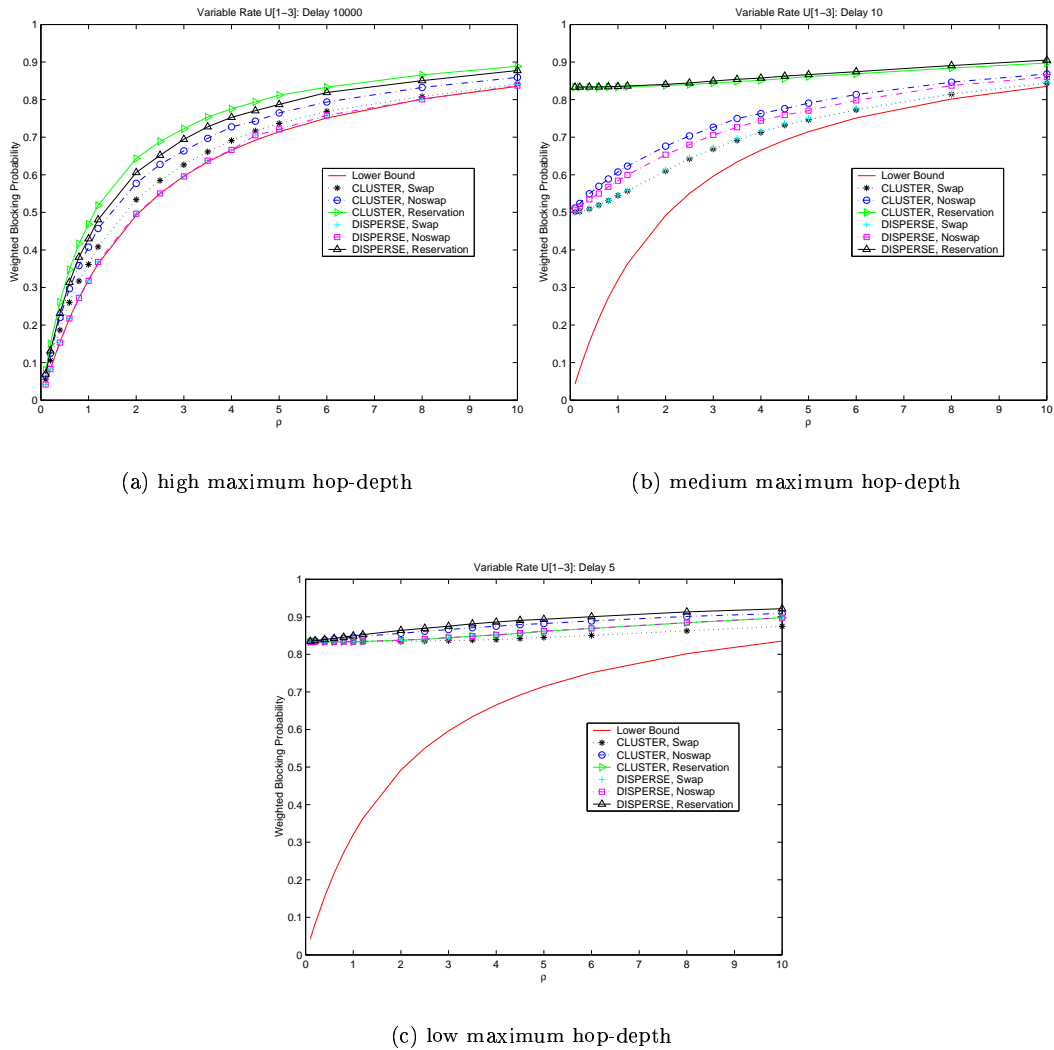 Variable Rate U[1−3]: Delay 10000
Weighted Blocking Probability
1
0.9
0.8
0.7
0.6
0.5
0.4
0.3
0.2
0.1
0
0 1 2 3 4 5 6 7 8 9 10
ρ
Lower Bound
CLUSTER, Swap
CLUSTER, Noswap
CLUSTER, Reservation
DISPERSE, Swap
DISPERSE, Noswap
DISPERSE, Reservation
(a) high maximum hop-depth
Variable Rate U[1−3]: Delay 10
Weighted Blocking Probability
1
0.9
0.8
0.7
0.6
0.5
0.4
0.3
0.2
0.1
0
0 1 2 3 4 5 6 7 8 9 10
ρ
Lower Bound
CLUSTER, Swap
CLUSTER, Noswap
CLUSTER, Reservation
DISPERSE, Swap
DISPERSE, Noswap
DISPERSE, Reservation
(b) medium maximum hop-depth
Variable Rate U[1−3]: Delay 5
Weighted Blocking Probability
1
0.9
0.8
0.7
0.6
0.5
0.4
0.3
0.2
0.1
0
0 1 2 3 4 5 6 7 8 9 10
ρ
Lower Bound
CLUSTER, Swap
CLUSTER, Noswap
CLUSTER, Reservation
DISPERSE, Swap
DISPERSE, Noswap
DISPERSE, Reservation
(c) low maximum hop-depth